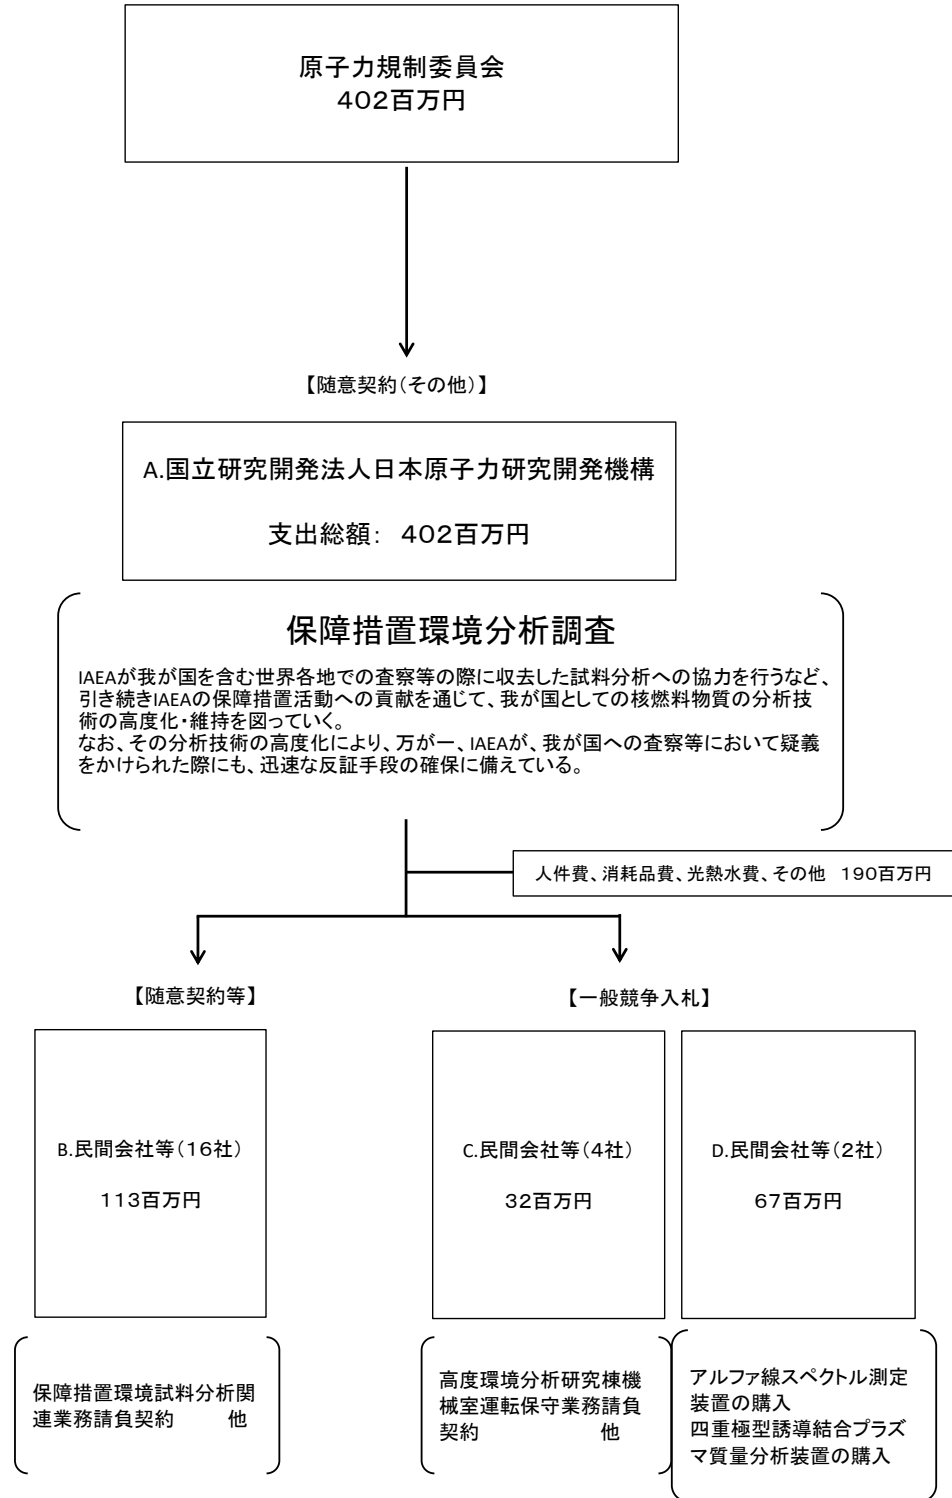 原子力規制委員会
402百万円
【随意契約(その他)】
A.国立研究開発法人日本原子力研究開発機構
支出総額: 402百万円
保障措置環境分析調査
IAEAが我が国を含む世界各地での査察等の際に収去した試料分析への協力を行うなど、
引き続きIAEAの保障措置活動への貢献を通じて、我が国としての核燃料物質の分析技
術の高度化・維持を図っていく。
なお、その分析技術の高度化により、万が一、IAEAが、我が国への査察等において疑義
をかけられた際にも、迅速な反証手段の確保に備えている。
人件費、消耗品費、光熱水費、その他 190百万円
【随意契約等】
【一般競争入札】
B.民間会社等(16社)
113百万円
C.民間会社等(4社)
32百万円
D.民間会社等(2社)
67百万円
保障措置環境試料分析関
連業務請負契約 他
高度環境分析研究棟機
械室運転保守業務請負
契約 他
アルファ線スペクトル測定
装置の購入
四重極型誘導結合プラズ
マ質量分析装置の購入